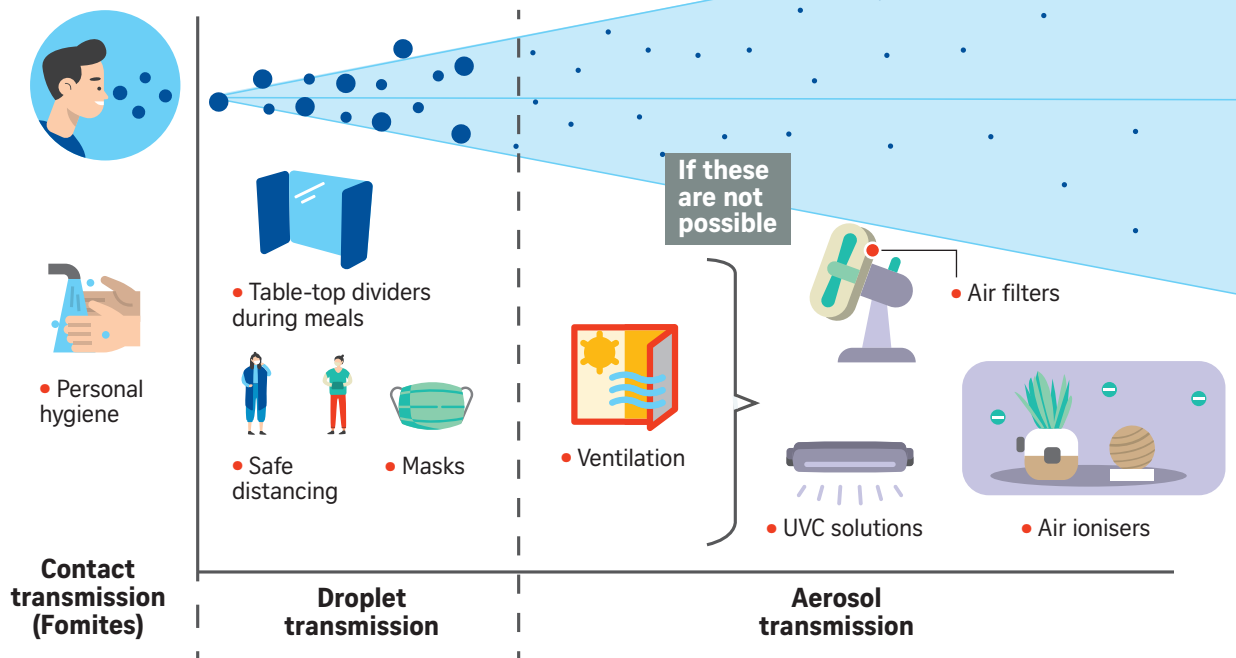 If these
are not
possible
• Table-top dividers
during meals
• Air filters
• Personal
hygiene
• Safe
distancing
• Masks
• Ventilation
• UVC solutions
• Air ionisers
Contact
transmission
(Fomites)
Droplet
transmission
Aerosol
transmission